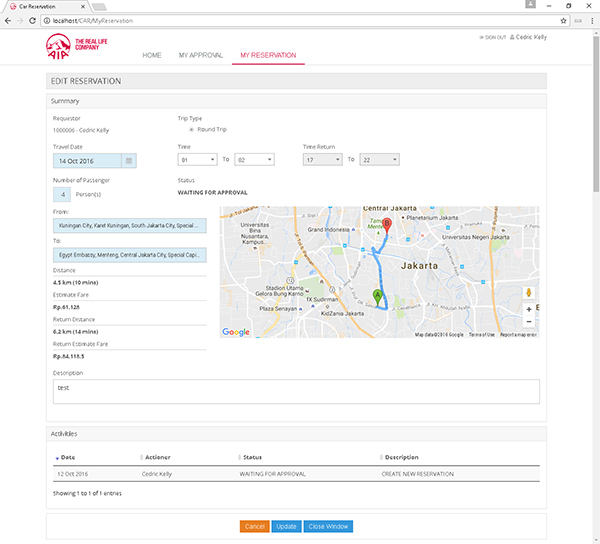 Car Reservation
localhost/CAR/MyReservation
THE REAL LIFE
COMPANY
SIGN OUT Cedric Kelly
HOME MY APPROVAL MY RESERVATION
EDIT RESERVATION
Summary
Requestor Trip Type
1000006 - Cedric Kelly Round Trip
Travel Date Time Time Return
14 Oct 2016 01 To 02 17 To 22
Number of Passenger Status
4 Person(s) WAITING FOR APPROVAL
From:
Kuningan City, Karet Kuningan, South Jakarta City, Special ...
To:
Egypt Embassy, Menteng, Central Jakarta City, Special Capi...
Distance
4.5 km (10 mins)
Estimate Fare
Rp.61,128
Return Distance
6.2 km (14 mins)
Return Estimate Fare
Rp.84,118.5
Central Jakarta
Planetarium Jakarta
Universitas
Bina
Nusantara,
Kampus.
Grand Indonesia
Universitas Negeri Jakarta
B
Jakarta
Stadion Utama
Gelora Bung Karno
TX Sudirman
A
Plaza Senayan
KidZania Jakarta
Google
Map data ©2016 Google Terms of Use Report a map error
Description
test
Activities
Date Actioner Status Description
12 Oct 2016 Cedric Kelly WAITING FOR APPROVAL CREATE NEW RESERVATION
Showing 1 to 1 of 1 entries
Cancel Update Close Window